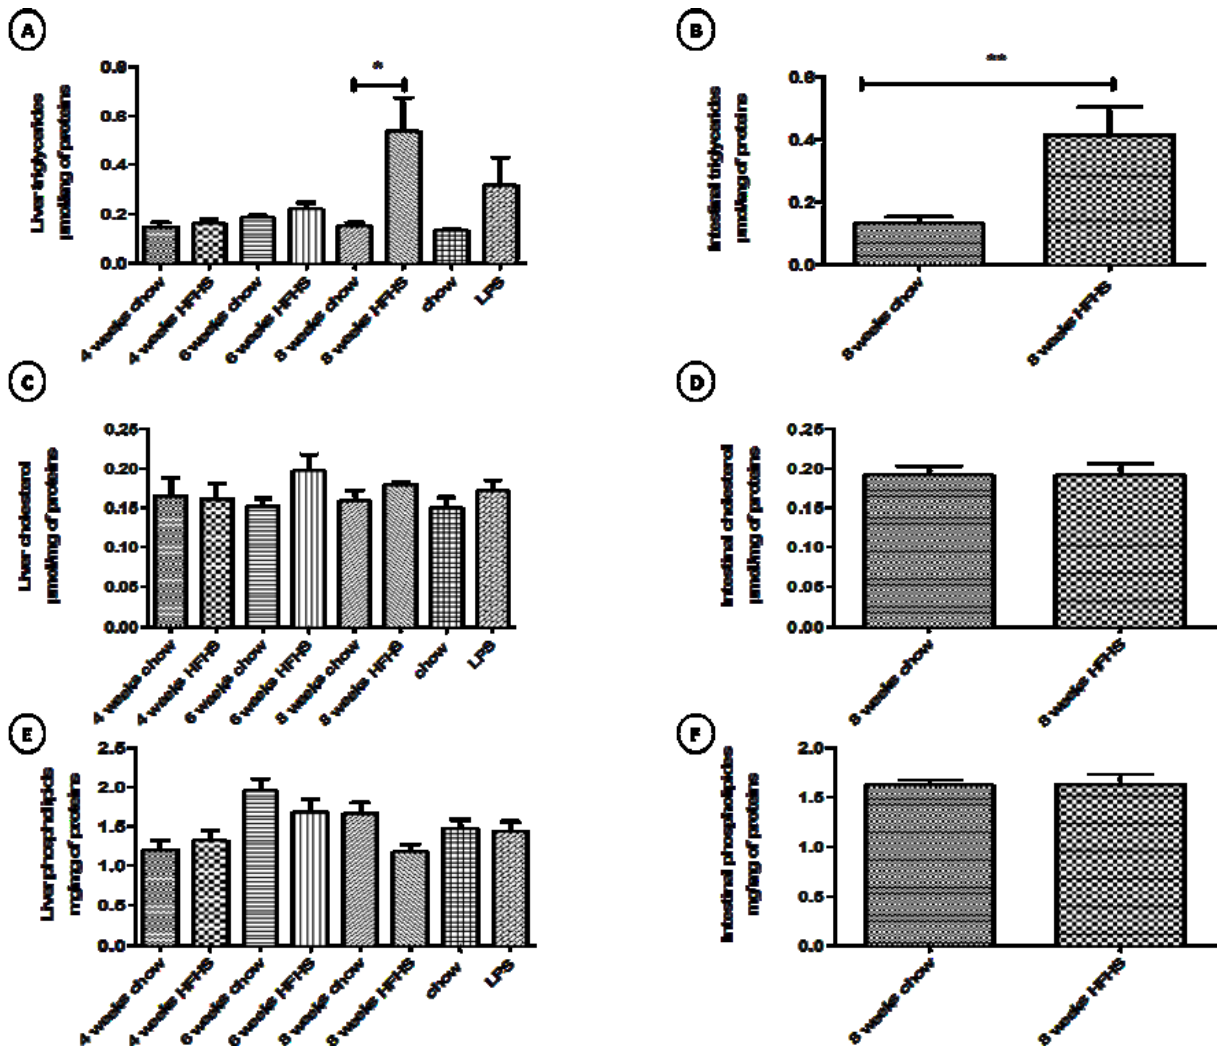 A
Liver triglycerides
µmol/mg of proteins
0.8
0.6
0.4
0.2
0.0
*
4 weeks chow
4 weeks HFHS
6 weeks chow
6 weeks HFHS
8 weeks chow
8 weeks HFHS
chow
LPS
B
Intestinal triglycerides
µmol/mg of proteins
0.6
0.4
0.2
0.0
**
8 weeks chow
8 weeks HFHS
C
Liver cholesterol
µmol/mg of proteins
0.25
0.20
0.15
0.10
0.05
0.00
4 weeks chow
4 weeks HFHS
6 weeks chow
6 weeks HFHS
8 weeks chow
8 weeks HFHS
chow
LPS
D
Intestinal cholesterol
µmol/mg of proteins
0.25
0.20
0.15
0.10
0.05
0.00
8 weeks chow
8 weeks HFHS
E
Liver phospholipids
mg/mg of proteins
2.5
2.0
1.5
1.0
0.5
0.0
4 weeks chow
4 weeks HFHS
6 weeks chow
6 weeks HFHS
8 weeks chow
8 weeks HFHS
chow
LPS
F
Intestinal phospholipides
mg/mg of proteins
2.0
1.5
1.0
0.5
0.0
8 weeks chow
8 weeks HFHS